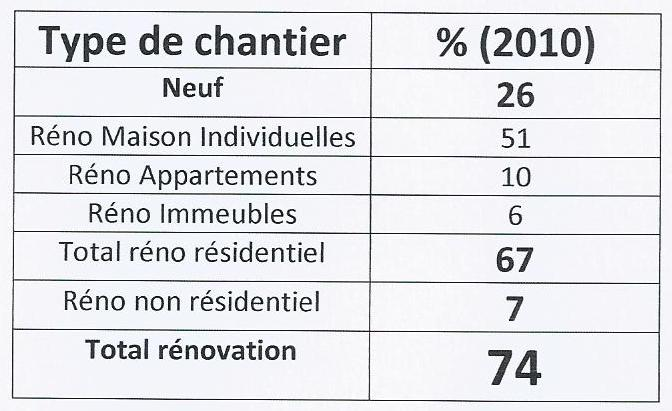 Type de chantier % (2010)
Neuf 26
Réno Maison Individuelles 51
Réno Appartements 10
Réno Immeubles 6
Total réno résidentiel 67
Réno non résidentiel 7
Total rénovation 74